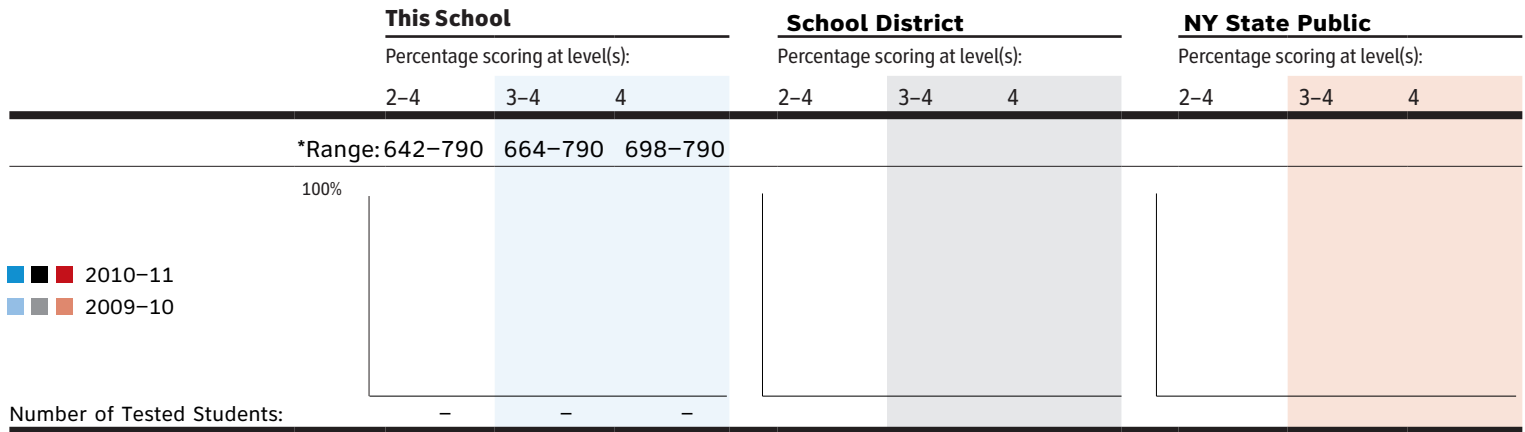 This School School District NY State Public
Percentage scoring at level(s): Percentage scoring at level(s): Percentage scoring at level(s):
2–4 3–4 4 2–4 3–4 4 2–4 3–4 4
*Range: 642–790 664–790 698–790
100%
2010–11
2009–10
Number of Tested Students: – – –